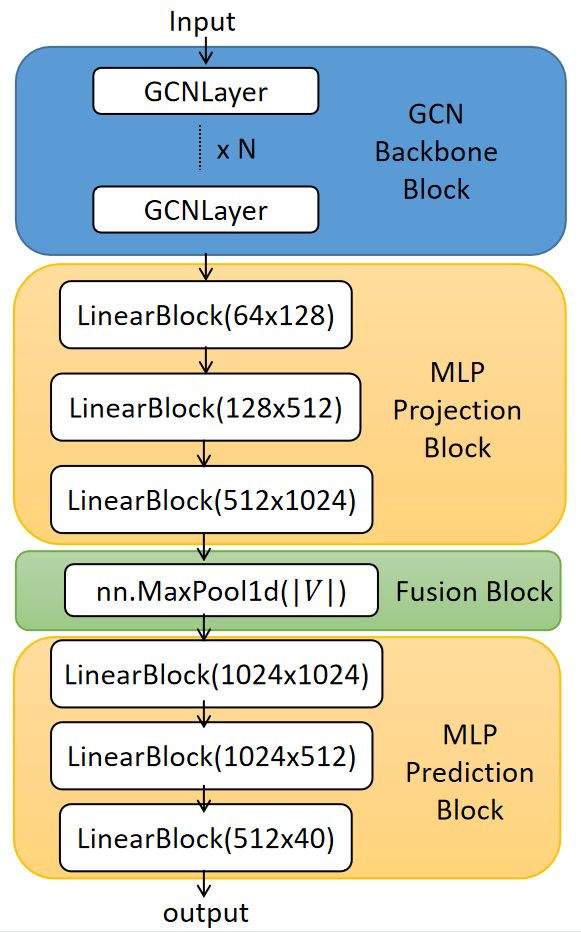 Input
GCNLayer
x N
GCNLayer
GCN
Backbone
Block
LinearBlock(64x128)
LinearBlock(128x512)
LinearBlock(512x1024)
MLP
Projection
Block
nn.MaxPool1d(|V|)
Fusion Block
LinearBlock(1024x1024)
LinearBlock(1024x512)
LinearBlock(512x40)
MLP
Prediction
Block
output